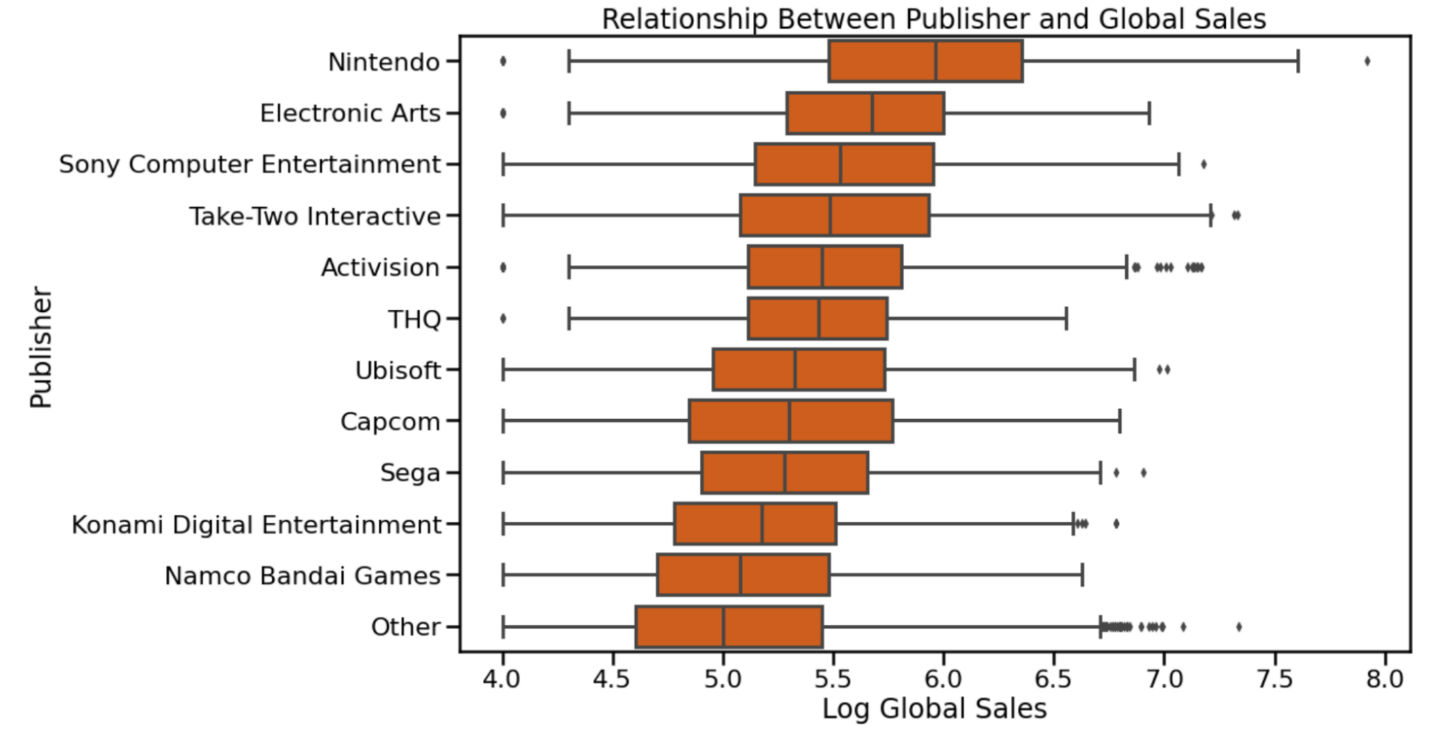 Relationship Between Publisher and Global Sales
Publisher
Nintendo
Electronic Arts
Sony Computer Entertainment
Take-Two Interactive
Activision
THQ
Ubisoft
Capcom
Sega
Konami Digital Entertainment
Namco Bandai Games
Other
4.0 4.5 5.0 5.5 6.0 6.5 7.0 7.5 8.0
Log Global Sales